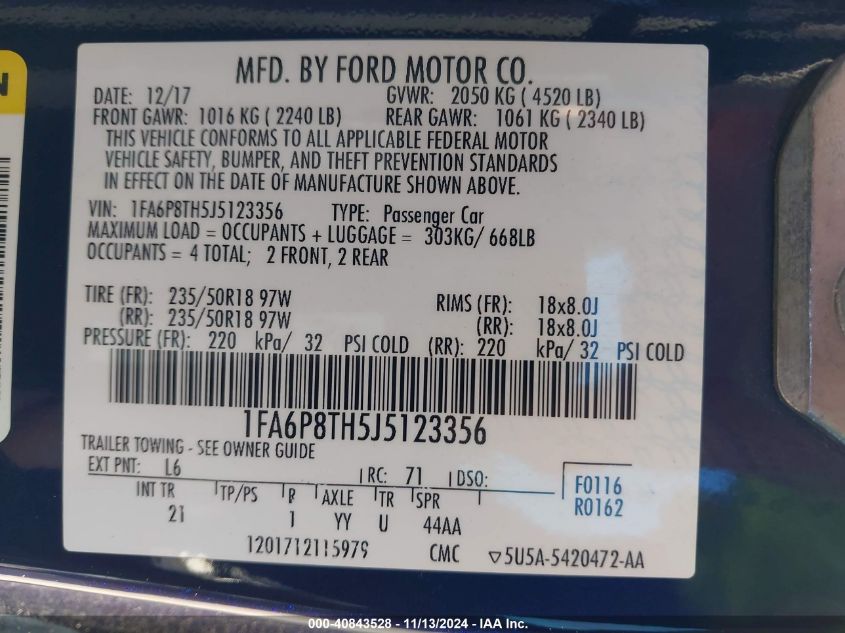 MFD. BY FORD MOTOR CO.
DATE: 12/17 GVWR: 2050 KG ( 4520 LB)
FRONT GAWR: 1016 KG ( 2240 LB) REAR GAWR: 1061 KG ( 2340 LB)
THIS VEHICLE CONFORMS TO ALL APPLICABLE FEDERAL MOTOR
VEHICLE SAFETY, BUMPER, AND THEFT PREVENTION STANDARDS
IN EFFECT ON THE DATE OF MANUFACTURE SHOWN ABOVE.
VIN: 1FA6P8TH5J5123356 TYPE: Passenger Car
MAXIMUM LOAD = OCCUPANTS + LUGGAGE = 303KG/ 668LB
OCCUPANTS = 4 TOTAL; 2 FRONT, 2 REAR
TIRE (FR): 235/50R18 97W RIMS (FR): 18x8.0J
(RR): 235/50R18 97W (RR): 18x8.0J
PRESSURE (FR): 220 kPa/ 32 PSI COLD (RR): 220 kPa/ 32 PSI COLD
1FA6P8TH5J5123356
TRAILER TOWING - SEE OWNER GUIDE
EXT PNT: L6 RC: 71 DSO:
INT TR TP/PS R AXLE TR SPR F0116
21 1 YY U 44AA R0162
1201712115979 CMC ▽5U5A-5420472-AA
000-40843528 - 11/13/2024 - IAA Inc.